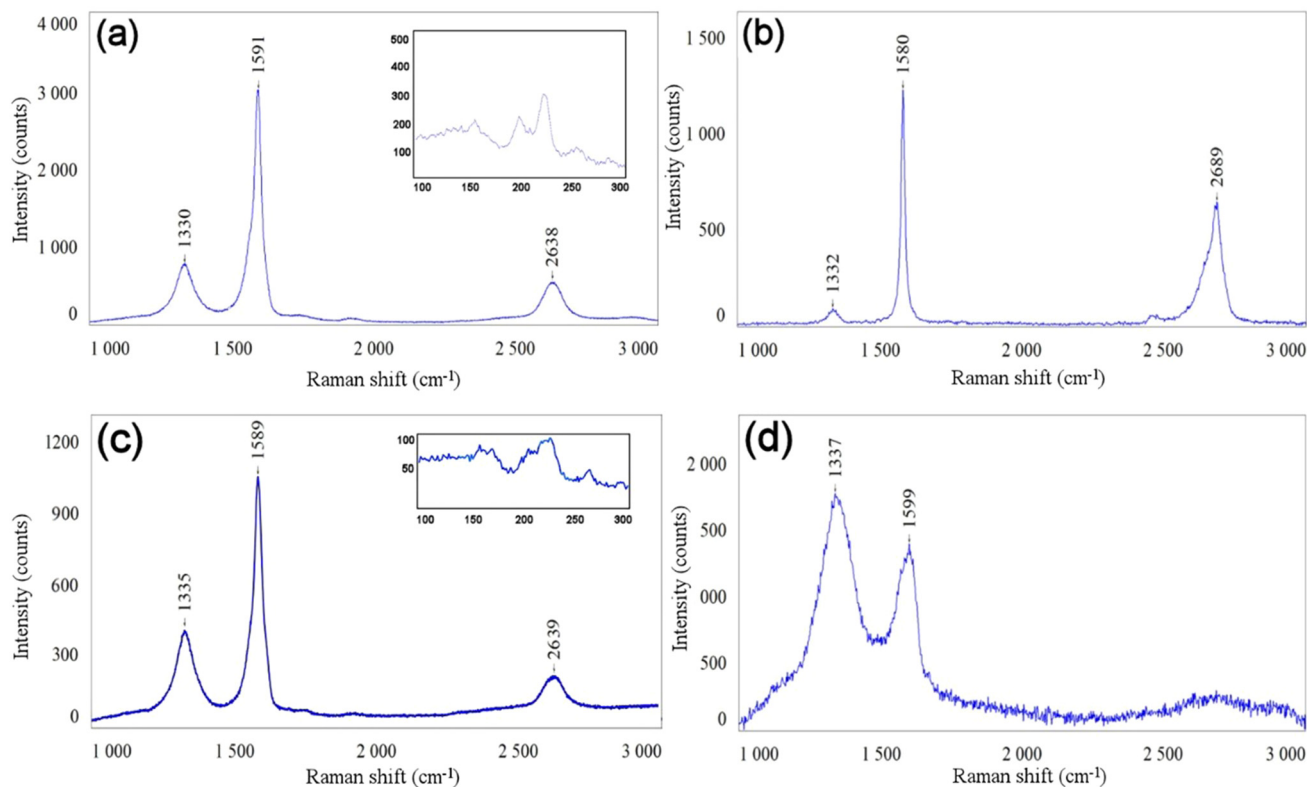 (a)
4 000
3 000
2 000
1 000
0
Intensity (counts)
1330
1591
2638
500
400
300
200
100
100 150 200 250 300
1 000 1 500 2 000 2 500 3 000
Raman shift (cm⁻¹)
(b)
1 500
1 000
500
0
Intensity (counts)
1332
1580
2689
1 000 1 500 2 000 2 500 3 000
Raman shift (cm⁻¹)
(c)
1200
900
600
300
0
Intensity (counts)
1335
1589
2639
100
50
100 150 200 250 300
1 000 1 500 2 000 2 500 3 000
Raman shift (cm⁻¹)
(d)
2 000
500
000
500
0
Intensity (counts)
1337
1599
1 000 1 500 2 000 2 500 3 000
Raman shift (cm⁻¹)